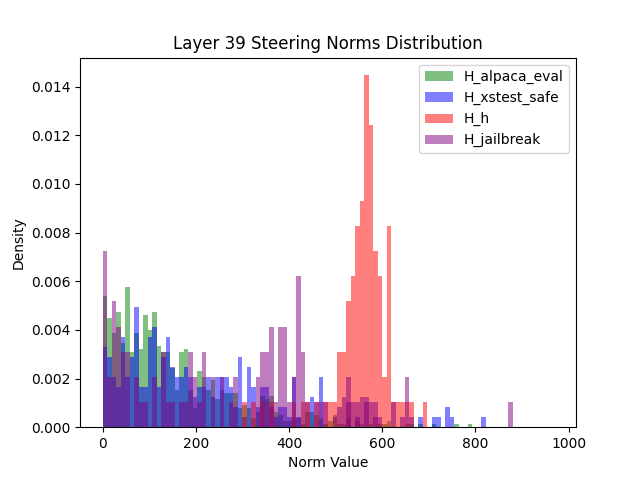 Layer 39 Steering Norms Distribution
H_alpaca_eval
H_xstest_safe
H_h
H_jailbreak
0.014
0.012
0.010
0.008
0.006
0.004
0.002
0.000
Density
0 200 400 600 800 1000
Norm Value